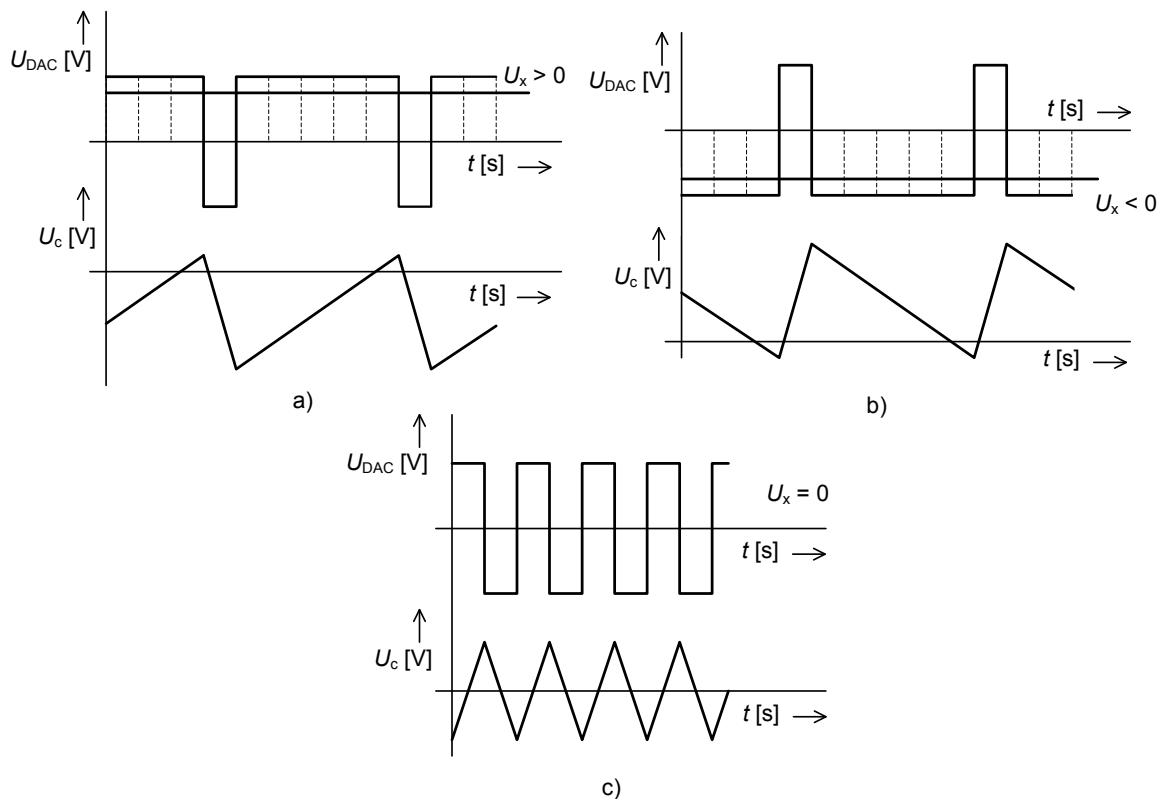 U_DAC [V]
U_x > 0
t [s]
U_c [V]
t [s]
a)
U_DAC [V]
t [s]
U_x < 0
U_c [V]
t [s]
b)
U_DAC [V]
U_x = 0
t [s]
U_c [V]
t [s]
c)